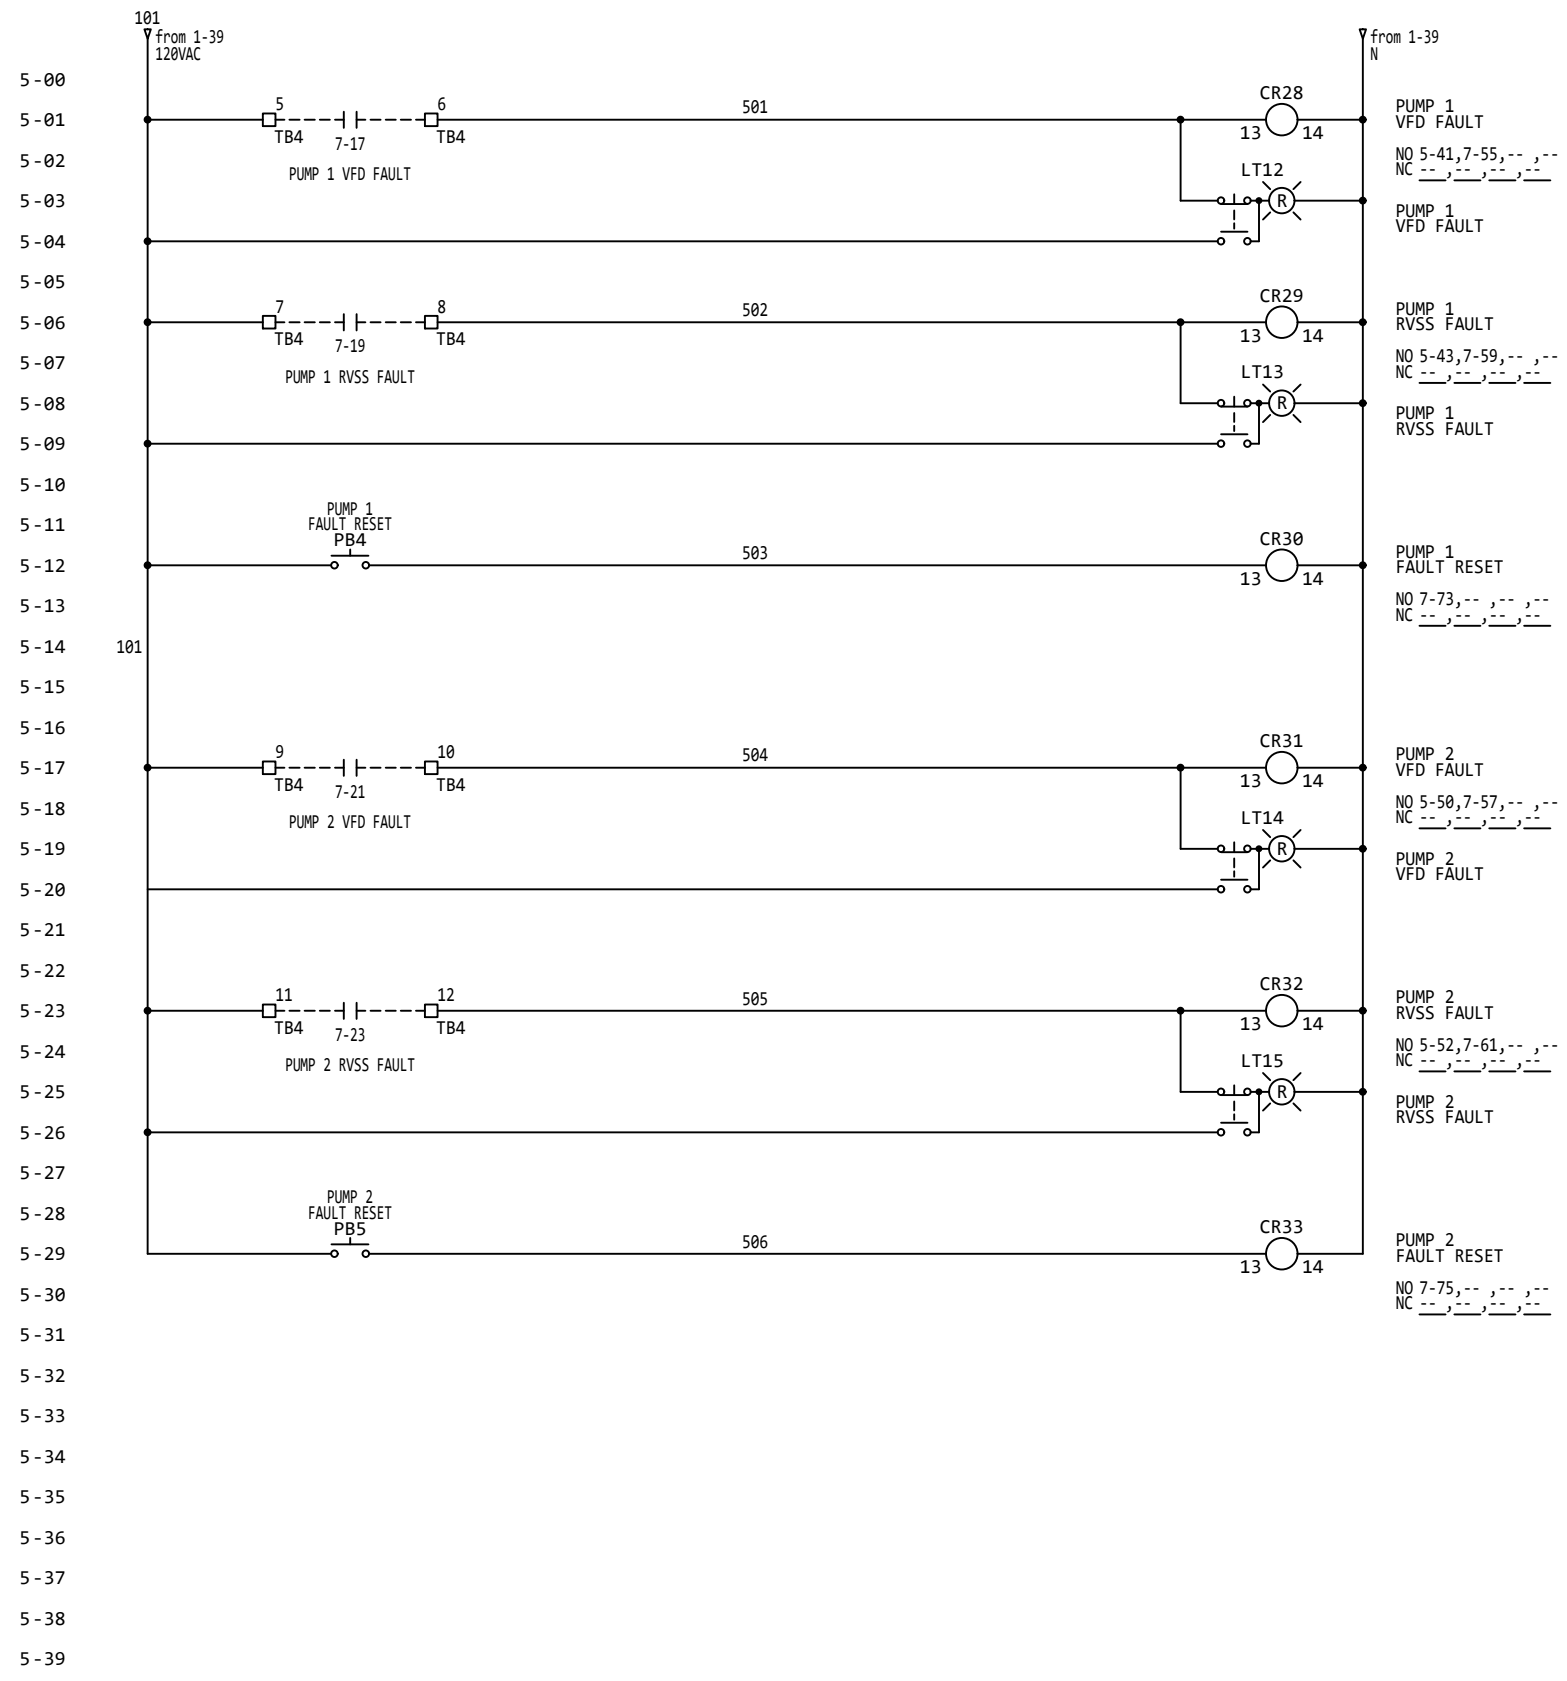 101
from 1-39
120VAC
from 1-39
N
5-00
5-01
5
TB4
7-17
6
TB4
501
CR28
13
14
PUMP 1
VFD FAULT
5-02
PUMP 1 VFD FAULT
LT12
NO 5-41,7-55,-- ,--
NC -- ,-- ,-- ,--
5-03
R
PUMP 1
VFD FAULT
5-04
5-05
5-06
7
TB4
7-19
8
TB4
502
CR29
13
14
PUMP 1
RVSS FAULT
5-07
PUMP 1 RVSS FAULT
LT13
NO 5-43,7-59,-- ,--
NC -- ,-- ,-- ,--
5-08
R
PUMP 1
RVSS FAULT
5-09
5-10
5-11
PUMP 1
FAULT RESET
PB4
5-12
503
CR30
13
14
PUMP 1
FAULT RESET
5-13
NO 7-73,-- ,-- ,--
NC -- ,-- ,-- ,--
5-14
101
5-15
5-16
5-17
9
TB4
7-21
10
TB4
504
CR31
13
14
PUMP 2
VFD FAULT
5-18
PUMP 2 VFD FAULT
LT14
NO 5-50,7-57,-- ,--
NC -- ,-- ,-- ,--
5-19
R
PUMP 2
VFD FAULT
5-20
5-21
5-22
5-23
11
TB4
7-23
12
TB4
505
CR32
13
14
PUMP 2
RVSS FAULT
5-24
PUMP 2 RVSS FAULT
LT15
NO 5-52,7-61,-- ,--
NC -- ,-- ,-- ,--
5-25
R
PUMP 2
RVSS FAULT
5-26
5-27
5-28
PUMP 2
FAULT RESET
PB5
5-29
506
CR33
13
14
PUMP 2
FAULT RESET
5-30
NO 7-75,-- ,-- ,--
NC -- ,-- ,-- ,--
5-31
5-32
5-33
5-34
5-35
5-36
5-37
5-38
5-39